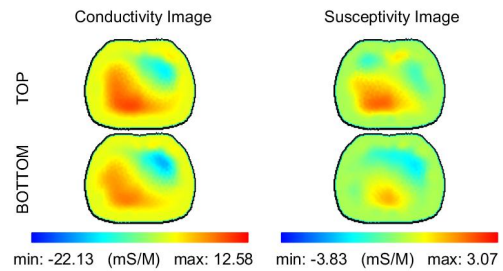 Conductivity Image Susceptivity Image
TOP
BOTTOM
min: -22.13 (mS/M) max: 12.58 min: -3.83 (mS/M) max: 3.07